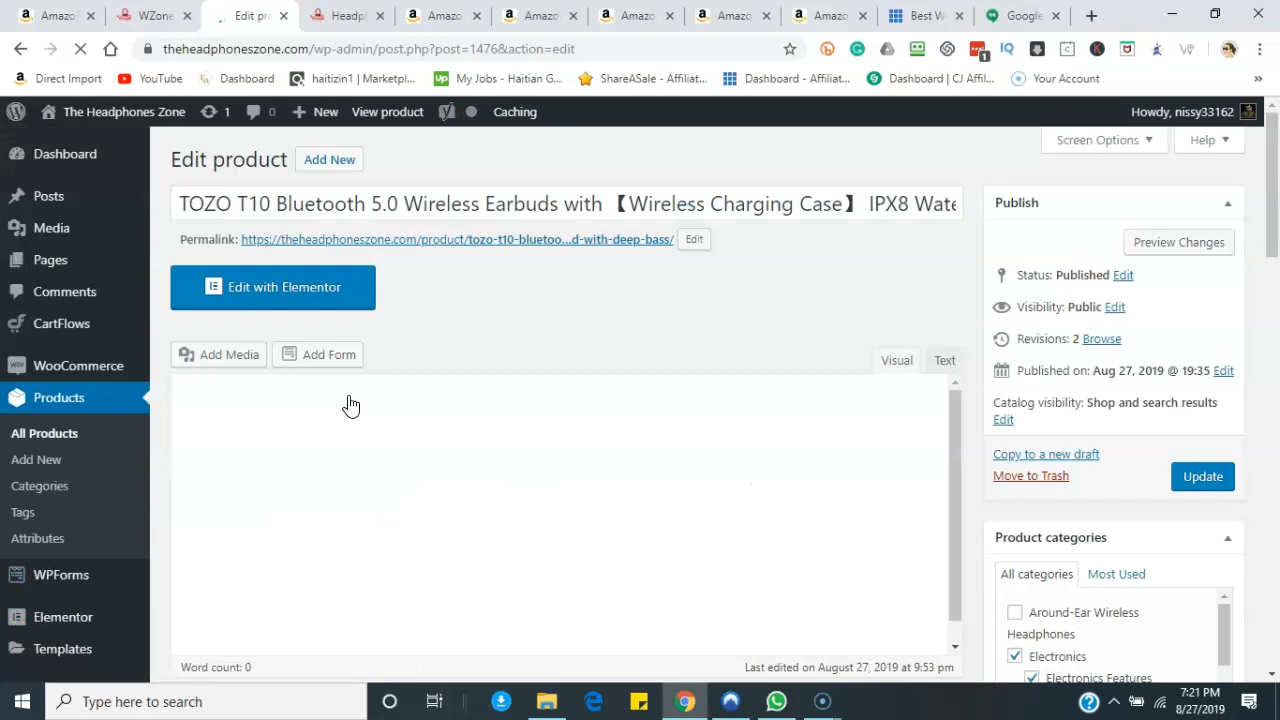 Amazo
WZone
Edit pro
Headph
Amazo
Amazo
Amazo
Amazo
Amazo
Best We
Google
theheadphoneszone.com/wp-admin/post.php?post=1476&action=edit
Direct Import
YouTube
Dashboard
haitizin1 | Marketpl...
My Jobs - Haitian G...
ShareASale - Affiliat...
Dashboard - Affiliat...
Dashboard | CJ Affil...
Your Account
The Headphones Zone
1
0
New
View product
Caching
Howdy, nissy33162
Screen Options
Help
Dashboard
Posts
Media
Pages
Comments
CartFlows
WooCommerce
Products
All Products
Add New
Categories
Tags
Attributes
WPForms
Elementor
Templates
Edit product
Add New
TOZO T10 Bluetooth 5.0 Wireless Earbuds with 【Wireless Charging Case】 IPX8 Wate
Permalink: https://theheadphoneszone.com/product/tozo-t10-bluetoo...d-with-deep-bass/ Edit
Edit with Elementor
Add Media
Add Form
Visual
Text
Word count: 0
Last edited on August 27, 2019 at 9:53 pm
Publish
Preview Changes
Status: Published Edit
Visibility: Public Edit
Revisions: 2 Browse
Published on: Aug 27, 2019 @ 19:35 Edit
Catalog visibility: Shop and search results
Edit
Copy to a new draft
Move to Trash
Update
Product categories
All categories
Most Used
Around-Ear Wireless
Headphones
Electronics
Electronics Features
Type here to search
7:21 PM
8/27/2019